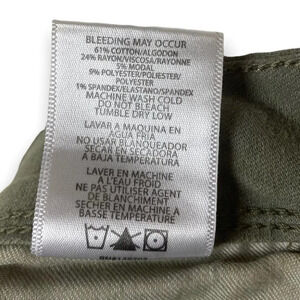 BLEEDING MAY OCCUR
61% COTTON/ALGODON
24% RAYON/VISCOSA/RAYONNE
5% MODAL
9% POLYESTER/POLIESTER/
POLYESTER
1% SPANDEX/ELASTANO/SPANDEX
MACHINE WASH COLD
DO NOT BLEACH
TUMBLE DRY LOW
LAVAR A MAQUINA EN
AGUA FRIA
NO USAR BLANQUEADOR
SECAR EN SECADORA
A BAJA TEMPERATURA
LAVER EN MACHINE
A L'EAU FROID
NE PAS UTILISER AGENT
DE BLANCHIMENT
SECHER EN MACHINE A
BASSE TEMPÉRATURE